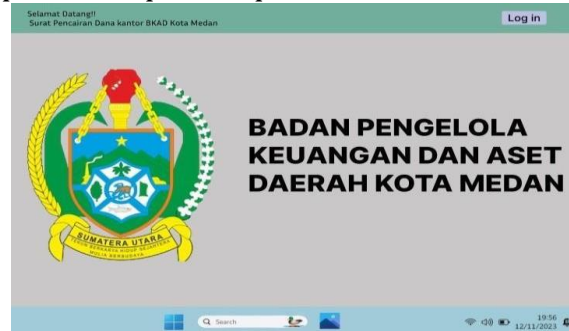 Selamat Datang!!
Surat Pencairan Dana kantor BKAD Kota Medan
Log in
BADAN PENGELOLA
KEUANGAN DAN ASET
DAERAH KOTA MEDAN
SUMATERA UTARA
Search
19:56
12/11/2023